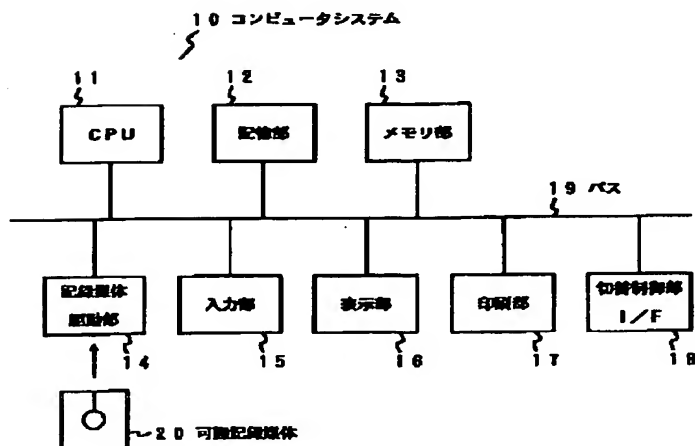 10 コンピュータシステム
11
12
13
CPU
記憶部
メモリ部
19 バス
記録媒体
駆動部
入力部
表示部
印刷部
切替制御部
I/F
14
15
16
17
18
20 可搬記録媒体